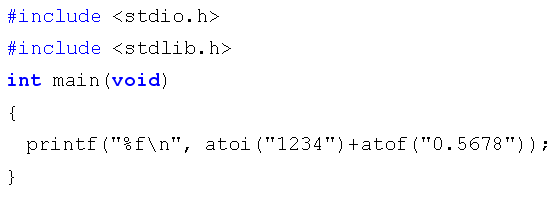 #include <stdio.h>
#include <stdlib.h>
int main(void)
{
  printf("%f\n", atoi("1234")+atof("0.5678"));
}